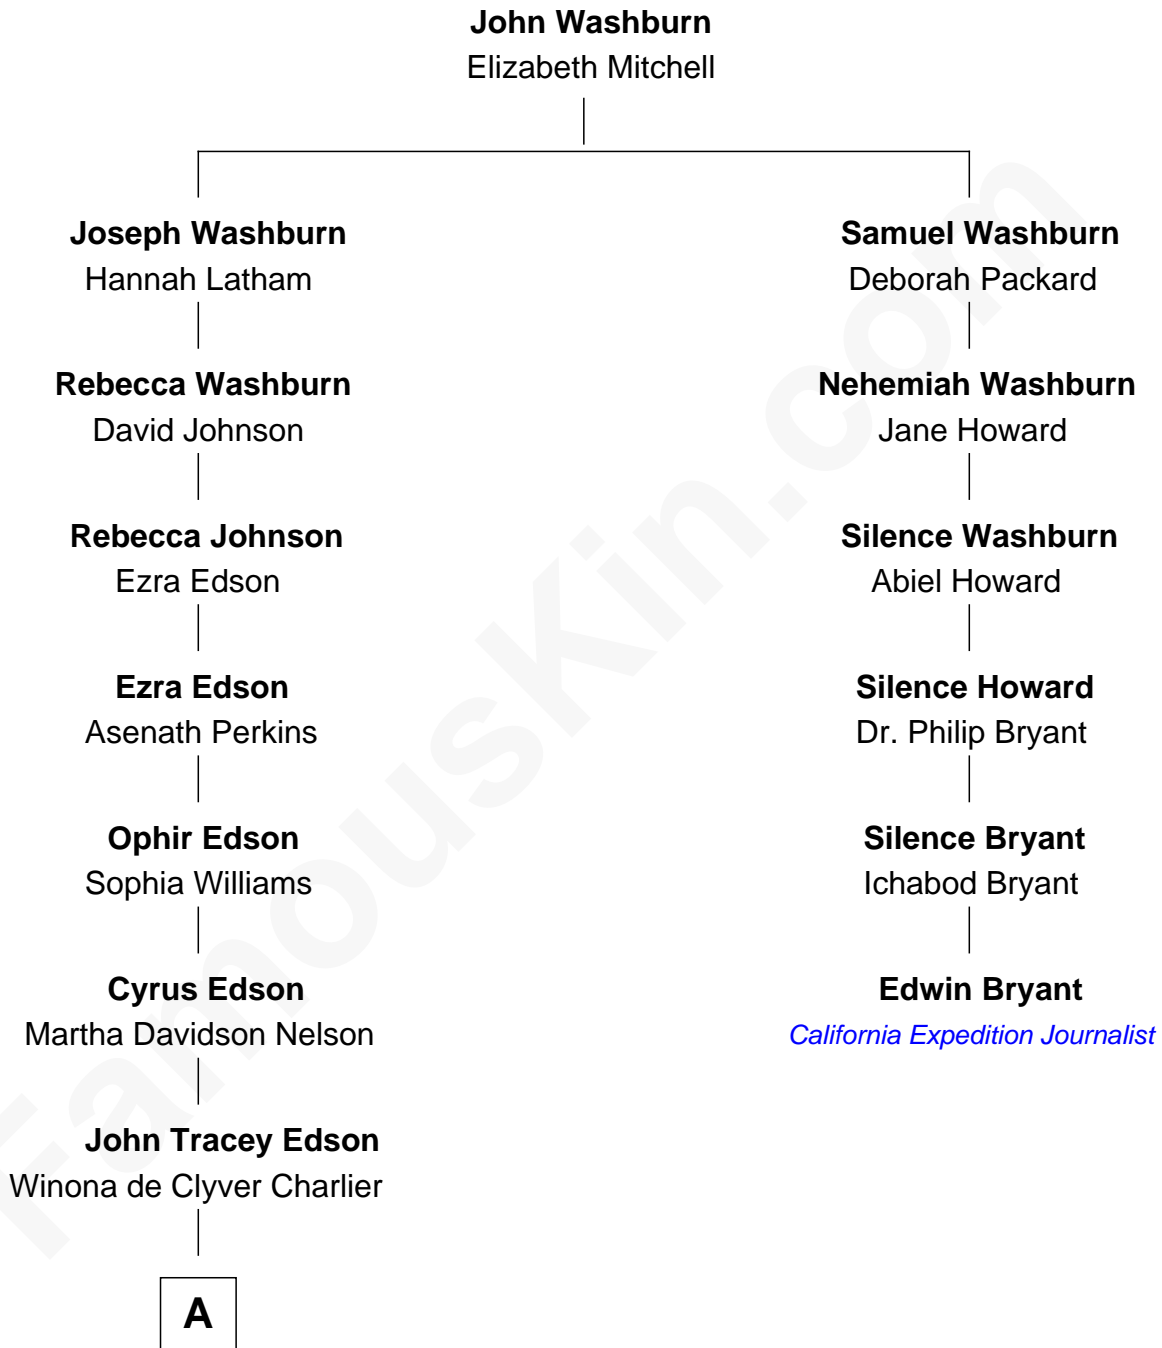 John Washburn
Elizabeth Mitchell
Joseph Washburn
Hannah Latham
Rebecca Washburn
David Johnson
Rebecca Johnson
Ezra Edson
Ezra Edson
Asenath Perkins
Ophir Edson
Sophia Williams
Cyrus Edson
Martha Davidson Nelson
John Tracey Edson
Winona de Clyver Charlier
A
Samuel Washburn
Deborah Packard
Nehemiah Washburn
Jane Howard
Silence Washburn
Abiel Howard
Silence Howard
Dr. Philip Bryant
Silence Bryant
Ichabod Bryant
Edwin Bryant
California Expedition Journalist
FamousKin.com